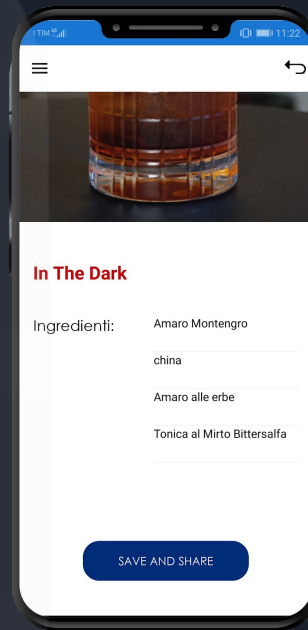 I TIM 4G 11:22
In The Dark
Ingredienti: Amaro Montengro
china
Amaro alle erbe
Tonica al Mirto Bittersalfa
SAVE AND SHARE